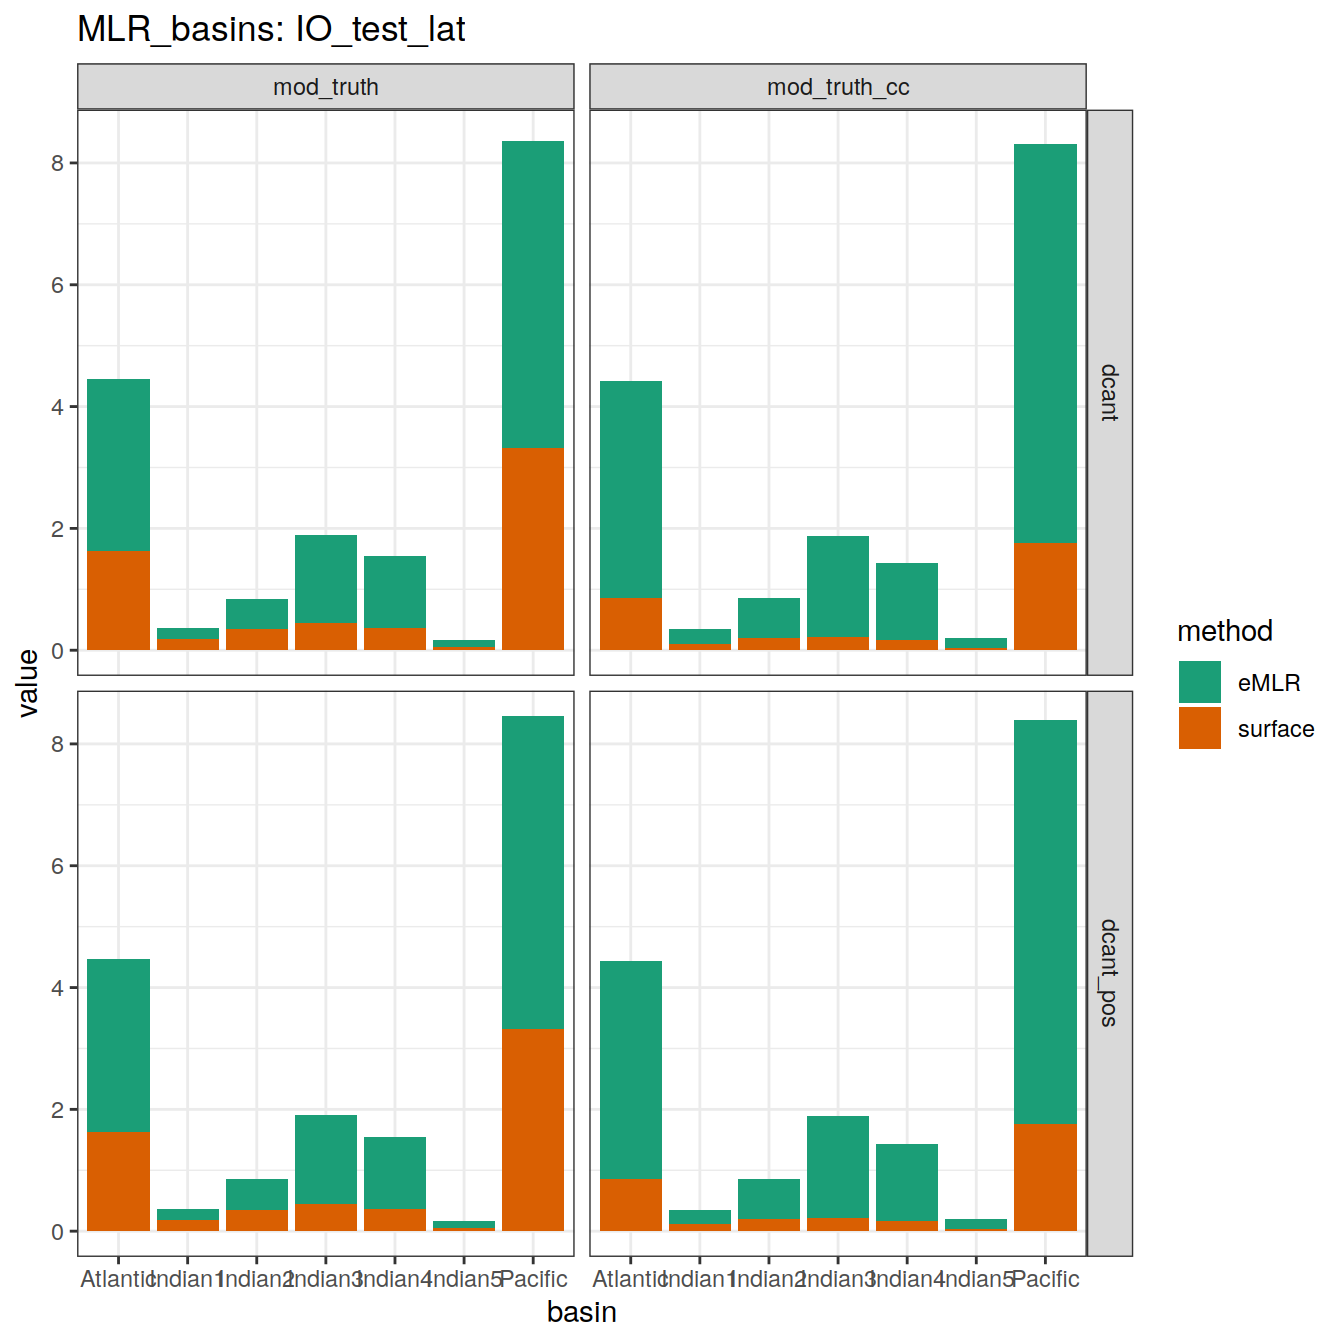 MLR_basins: IO_test_lat
mod_truth
mod_truth_cc
8
6
4
2
0
dcant
8
6
4
2
0
dcant_pos
value
Atlantic Indian1 Indian2 Indian3 Indian4 Indian5 Pacific
Atlantic Indian1 Indian2 Indian3 Indian4 Indian5 Pacific
basin
method
eMLR
surface